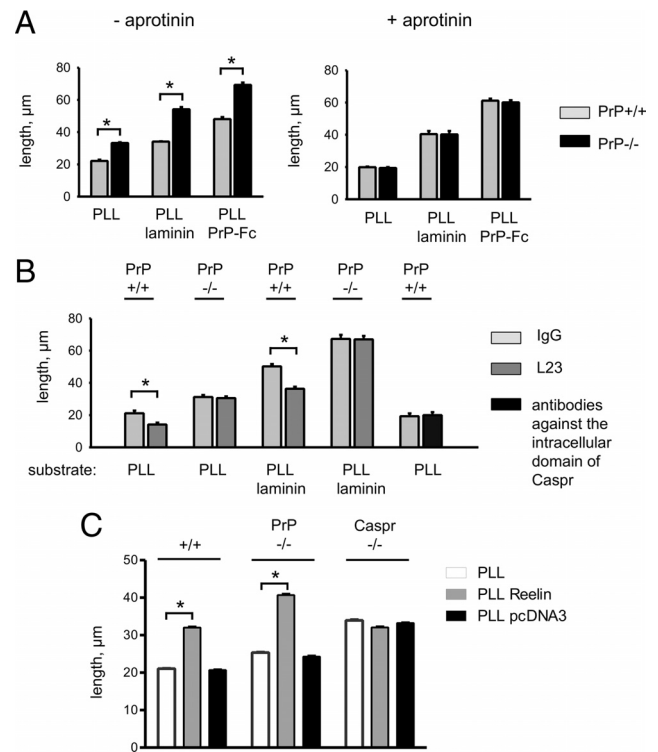 A
- aprotinin
+ aprotinin
length, µm
80
60
40
20
0
*
*
*
PLL
PLL
laminin
PLL
PrP-Fc
length, µm
80
60
40
20
0
PLL
PLL
laminin
PLL
PrP-Fc
PrP+/+
PrP-/-
B
PrP
+/+
PrP
-/-
PrP
+/+
PrP
-/-
PrP
+/+
length, µm
80
60
40
20
0
*
*
substrate:
PLL
PLL
PLL
laminin
PLL
laminin
PLL
IgG
L23
antibodies
against the
intracellular
domain of
Caspr
C
+/+
PrP
-/-
Caspr
-/-
length, µm
50
40
30
20
10
0
*
*
PLL
PLL Reelin
PLL pcDNA3